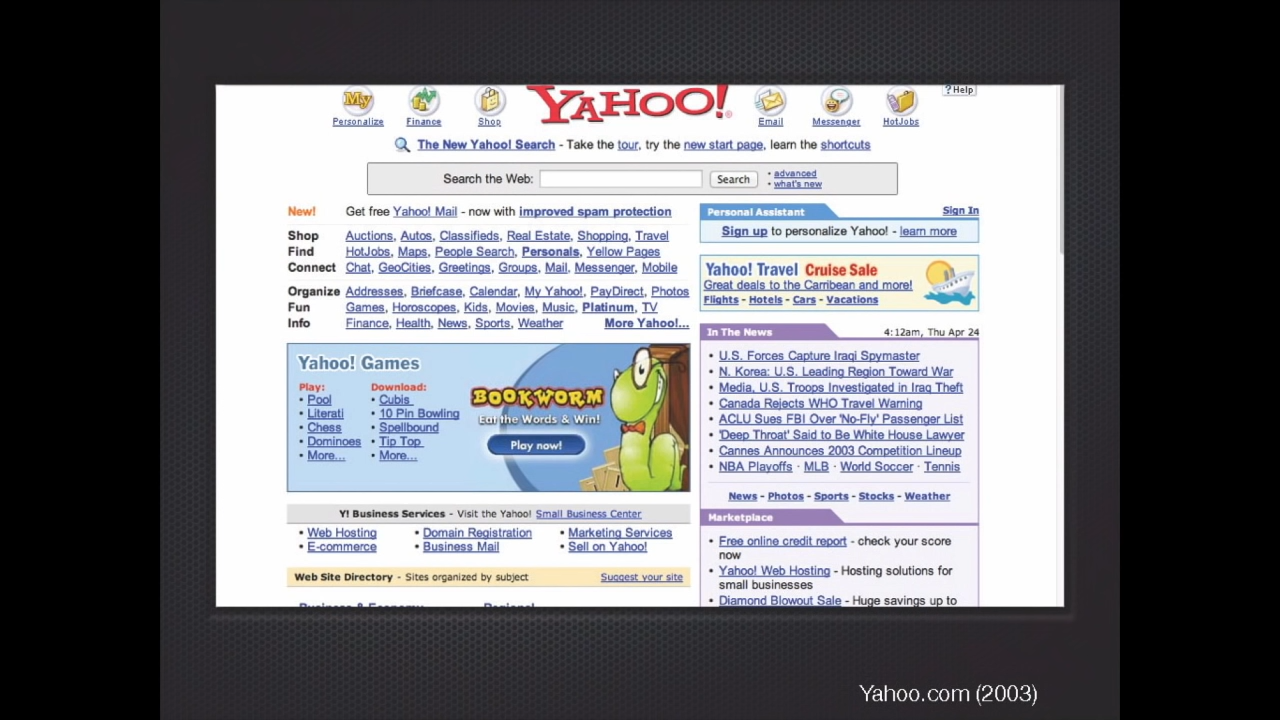 My
YAHOO!
?Help
Personalize Finance Shop Email Messenger HotJobs
The New Yahoo! Search - Take the tour, try the new start page, learn the shortcuts
Search the Web: Search • advanced
• what's new
New! Get free Yahoo! Mail - now with improved spam protection
Shop Auctions, Autos, Classifieds, Real Estate, Shopping, Travel
Find HotJobs, Maps, People Search, Personals, Yellow Pages
Connect Chat, GeoCities, Greetings, Groups, Mail, Messenger, Mobile
Organize Addresses, Briefcase, Calendar, My Yahoo!, PayDirect, Photos
Fun Games, Horoscopes, Kids, Movies, Music, Platinum, TV
Info Finance, Health, News, Sports, Weather More Yahoo!...
Yahoo! Games
Play: Download:
• Pool • Cubis
• Literati • 10 Pin Bowling
• Chess • Spellbound
• Dominoes • Tip Top
• More... • More...
BOOKWORM
Eat the Words & Win!
Play now!
Y! Business Services - Visit the Yahoo! Small Business Center
• Web Hosting • Domain Registration • Marketing Services
• E-commerce • Business Mail • Sell on Yahoo!
Web Site Directory - Sites organized by subject Suggest your site
Business & Economy Regional
Personal Assistant Sign In
Sign up to personalize Yahoo! - learn more
Yahoo! Travel Cruise Sale
Great deals to the Carribean and more!
Flights - Hotels - Cars - Vacations
In The News 4:12am, Thu Apr 24
• U.S. Forces Capture Iraqi Spymaster
• N. Korea: U.S. Leading Region Toward War
• Media, U.S. Troops Investigated in Iraq Theft
• Canada Rejects WHO Travel Warning
• ACLU Sues FBI Over 'No-Fly' Passenger List
• 'Deep Throat' Said to Be White House Lawyer
• Cannes Announces 2003 Competition Lineup
• NBA Playoffs · MLB · World Soccer · Tennis
News - Photos - Sports - Stocks - Weather
Marketplace
• Free online credit report - check your score
now
• Yahoo! Web Hosting - Hosting solutions for
small businesses
• Diamond Blowout Sale - Huge savings up to
Yahoo.com (2003)